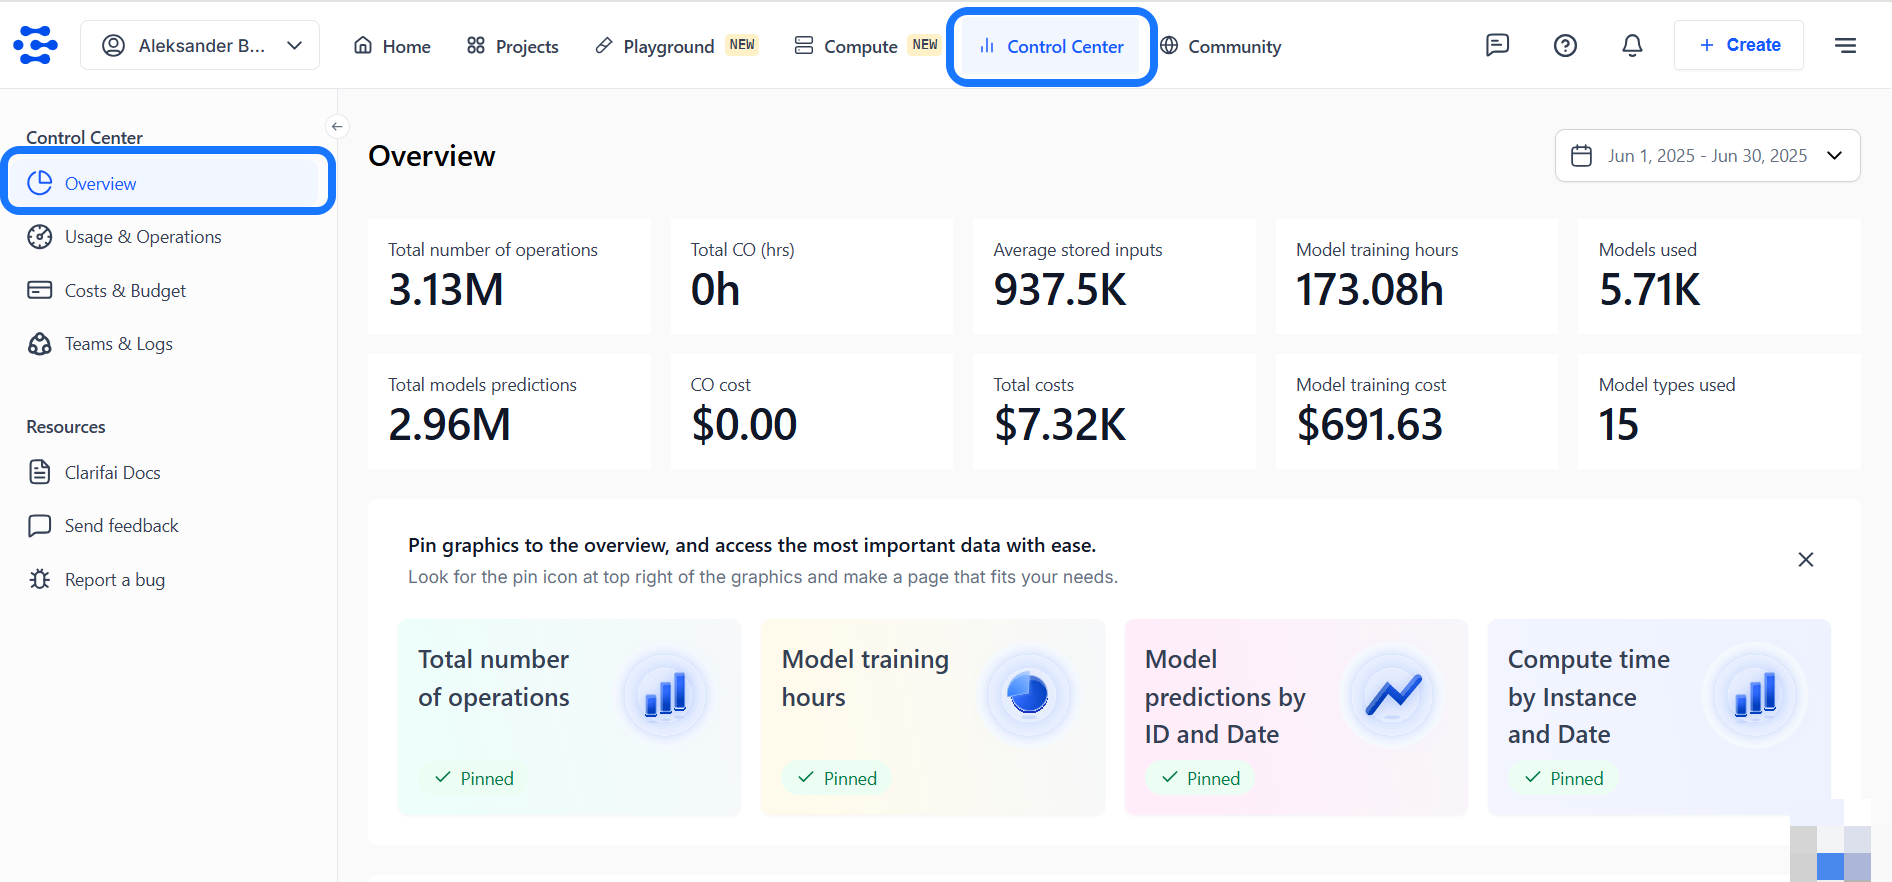 Aleksander B...
Home
Projects
Playground NEW
Compute NEW
Control Center
Community
+ Create
Control Center
Overview
Usage & Operations
Costs & Budget
Teams & Logs
Resources
Clarifai Docs
Send feedback
Report a bug
Overview
Jun 1, 2025 - Jun 30, 2025
Total number of operations
3.13M
Total CO (hrs)
0h
Average stored inputs
937.5K
Model training hours
173.08h
Models used
5.71K
Total models predictions
2.96M
CO cost
$0.00
Total costs
$7.32K
Model training cost
$691.63
Model types used
15
Pin graphics to the overview, and access the most important data with ease.
Look for the pin icon at top right of the graphics and make a page that fits your needs.
Total number
of operations
Pinned
Model training
hours
Pinned
Model
predictions by
ID and Date
Pinned
Compute time
by Instance
and Date
Pinned